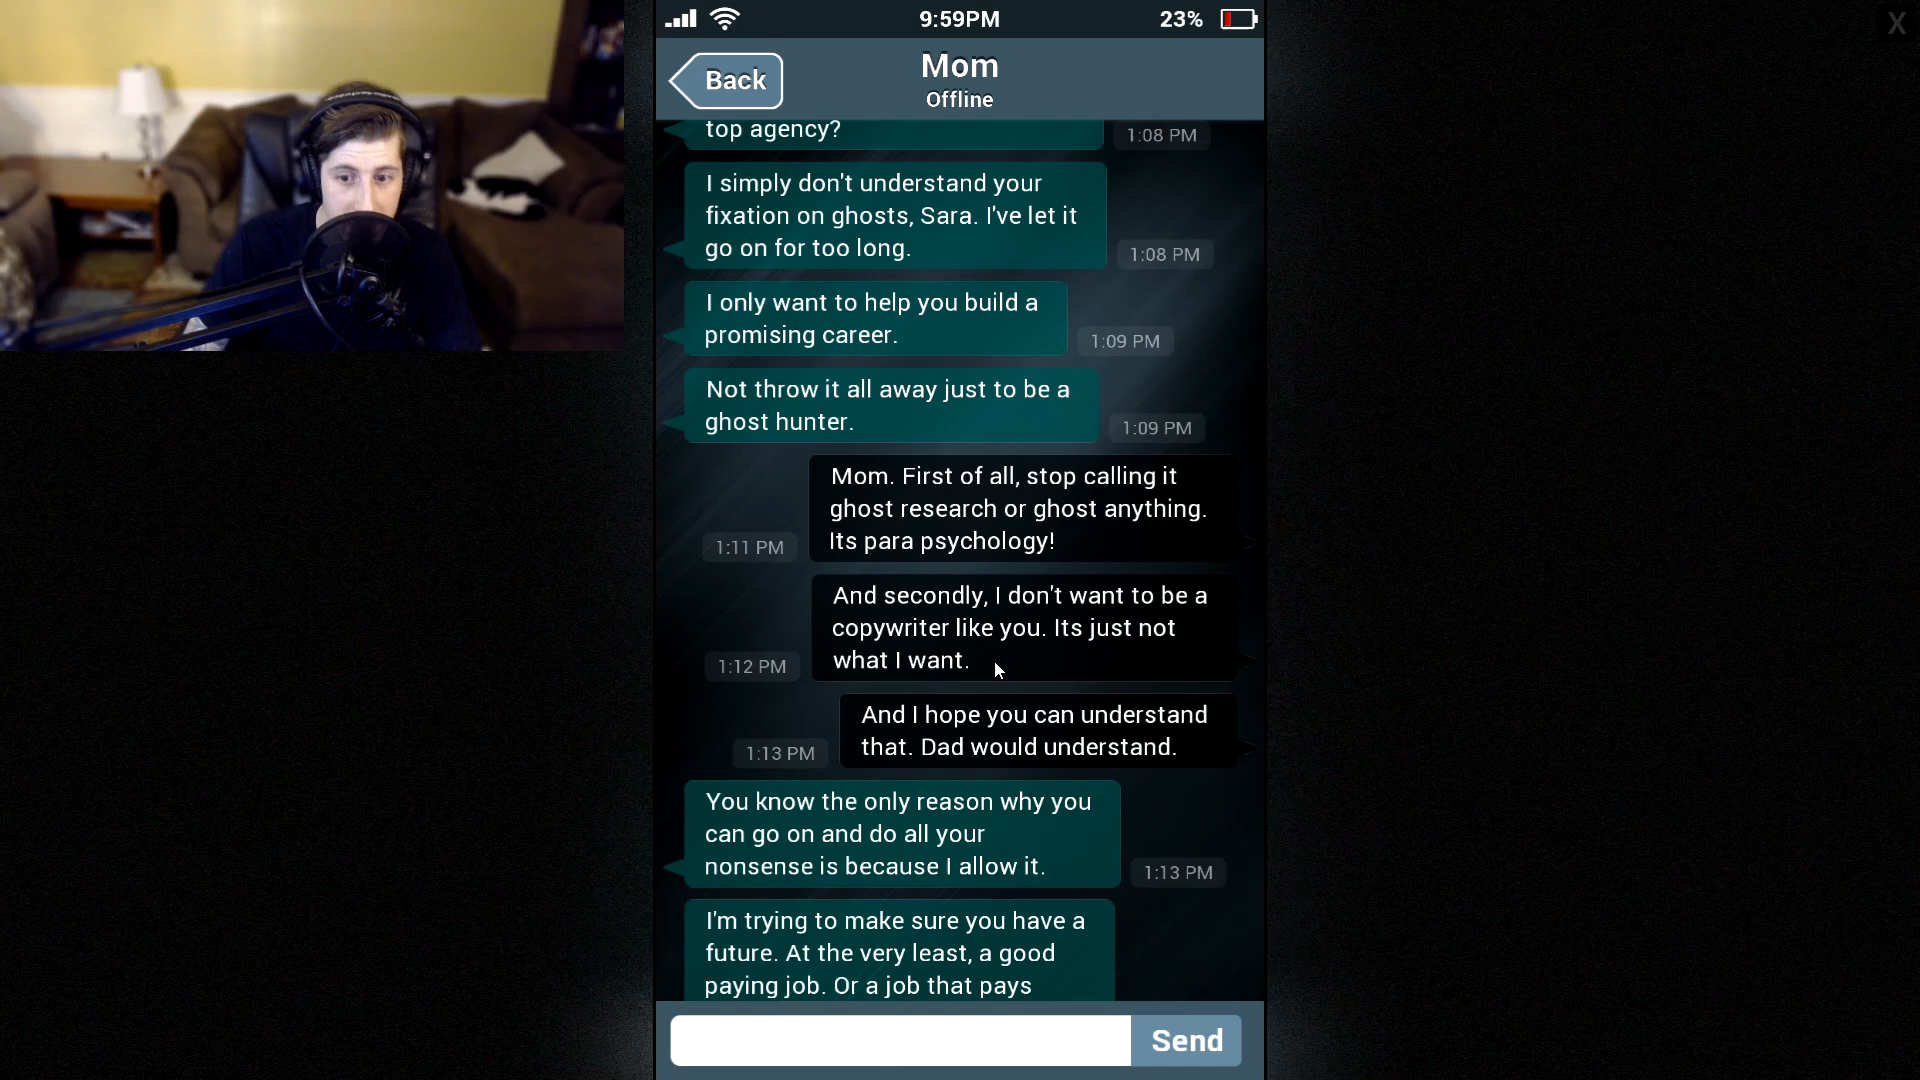 9:59PM
23%
X
Back
Mom
Offline
top agency?
1:08 PM
I simply don't understand your
fixation on ghosts, Sara. I've let it
go on for too long.
1:08 PM
I only want to help you build a
promising career.
1:09 PM
Not throw it all away just to be a
ghost hunter.
1:09 PM
Mom. First of all, stop calling it
ghost research or ghost anything.
Its para psychology!
1:11 PM
And secondly, I don't want to be a
copywriter like you. Its just not
what I want.
1:12 PM
And I hope you can understand
that. Dad would understand.
1:13 PM
You know the only reason why you
can go on and do all your
nonsense is because I allow it.
1:13 PM
I'm trying to make sure you have a
future. At the very least, a good
paying job. Or a job that pays
Send